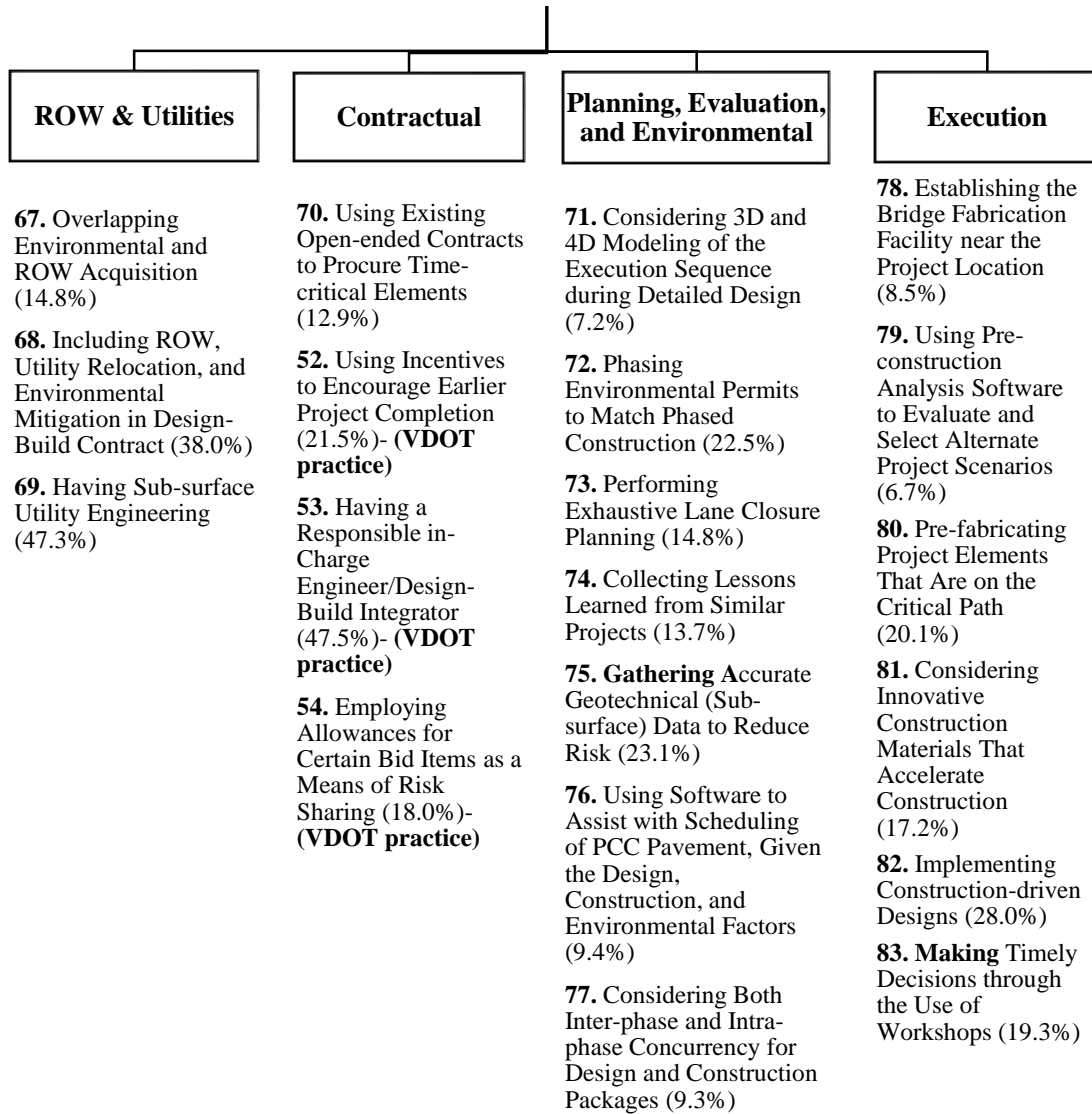 ROW & Utilities
67. Overlapping
Environmental and
ROW Acquisition
(14.8%)
68. Including ROW,
Utility Relocation, and
Environmental
Mitigation in Design-
Build Contract (38.0%)
69. Having Sub-surface
Utility Engineering
(47.3%)
Contractual
70. Using Existing
Open-ended Contracts
to Procure Time-
critical Elements
(12.9%)
52. Using Incentives
to Encourage Earlier
Project Completion
(21.5%)- (VDOT
practice)
53. Having a
Responsible in-
Charge
Engineer/Design-
Build Integrator
(47.5%)- (VDOT
practice)
54. Employing
Allowances for
Certain Bid Items as a
Means of Risk
Sharing (18.0%)-
(VDOT practice)
Planning, Evaluation,
and Environmental
71. Considering 3D and
4D Modeling of the
Execution Sequence
during Detailed Design
(7.2%)
72. Phasing
Environmental Permits
to Match Phased
Construction (22.5%)
73. Performing
Exhaustive Lane Closure
Planning (14.8%)
74. Collecting Lessons
Learned from Similar
Projects (13.7%)
75. Gathering Accurate
Geotechnical (Sub-
surface) Data to Reduce
Risk (23.1%)
76. Using Software to
Assist with Scheduling
of PCC Pavement, Given
the Design,
Construction, and
Environmental Factors
(9.4%)
77. Considering Both
Inter-phase and Intra-
phase Concurrency for
Design and Construction
Packages (9.3%)
Execution
78. Establishing the
Bridge Fabrication
Facility near the
Project Location
(8.5%)
79. Using Pre-
construction
Analysis Software
to Evaluate and
Select Alternate
Project Scenarios
(6.7%)
80. Pre-fabricating
Project Elements
That Are on the
Critical Path
(20.1%)
81. Considering
Innovative
Construction
Materials That
Accelerate
Construction
(17.2%)
82. Implementing
Construction-driven
Designs (28.0%)
83. Making Timely
Decisions through
the Use of
Workshops (19.3%)